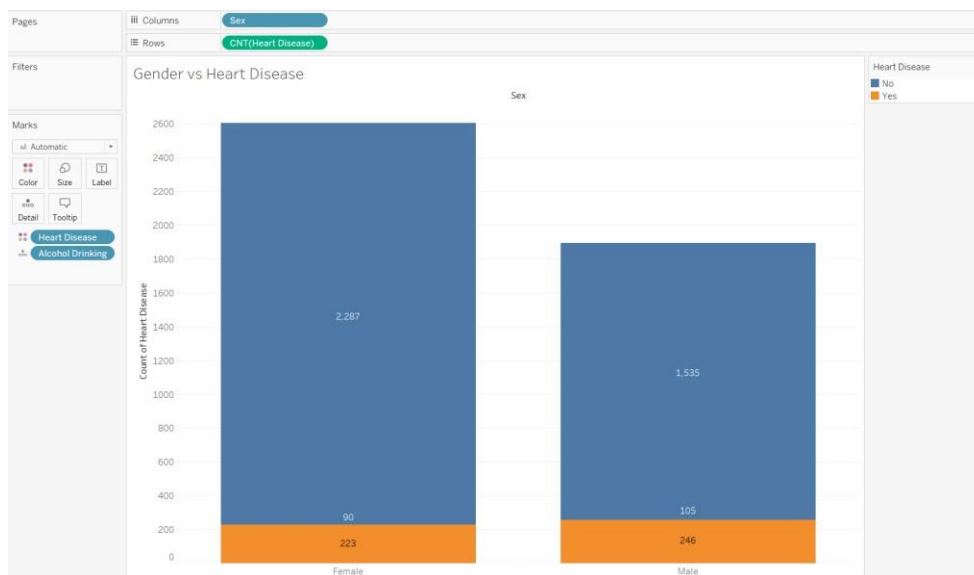 Pages
iii Columns
Sex
Rows
CNT(Heart Disease)
Filters
Marks
Automatic
Color
Size
Label
Detail
Tooltip
Heart Disease
Alcohol Drinking
Gender vs Heart Disease
Sex
Count of Heart Disease
2600
2400
2200
2000
1800
1600
1400
1200
1000
800
600
400
200
0
2,287
90
223
1,535
105
246
Female
Male
Heart Disease
No
Yes